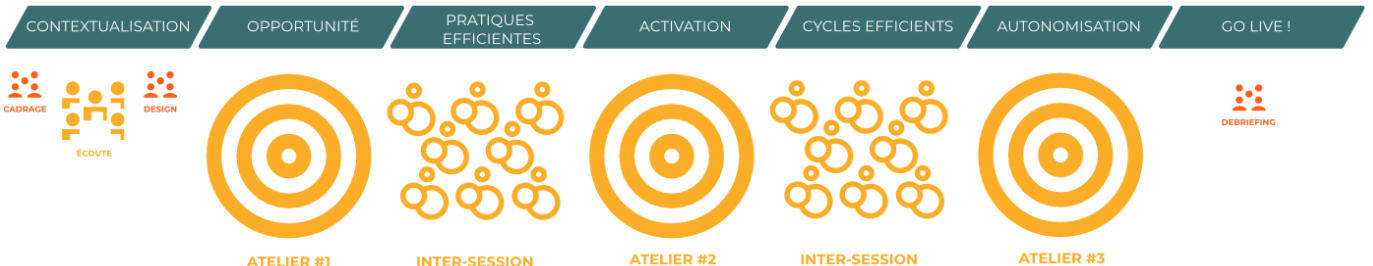 CONTEXTUALISATION
OPPORTUNITÉ
PRATIQUES
EFFICIENTES
ACTIVATION
CYCLES EFFICIENTS
AUTONOMISATION
GO LIVE !
CADRAGE
ÉCOUTE
DESIGN
DEBRIEFING
ATELIER #1
INTER-SESSION
ATELIER #2
INTER-SESSION
ATELIER #3